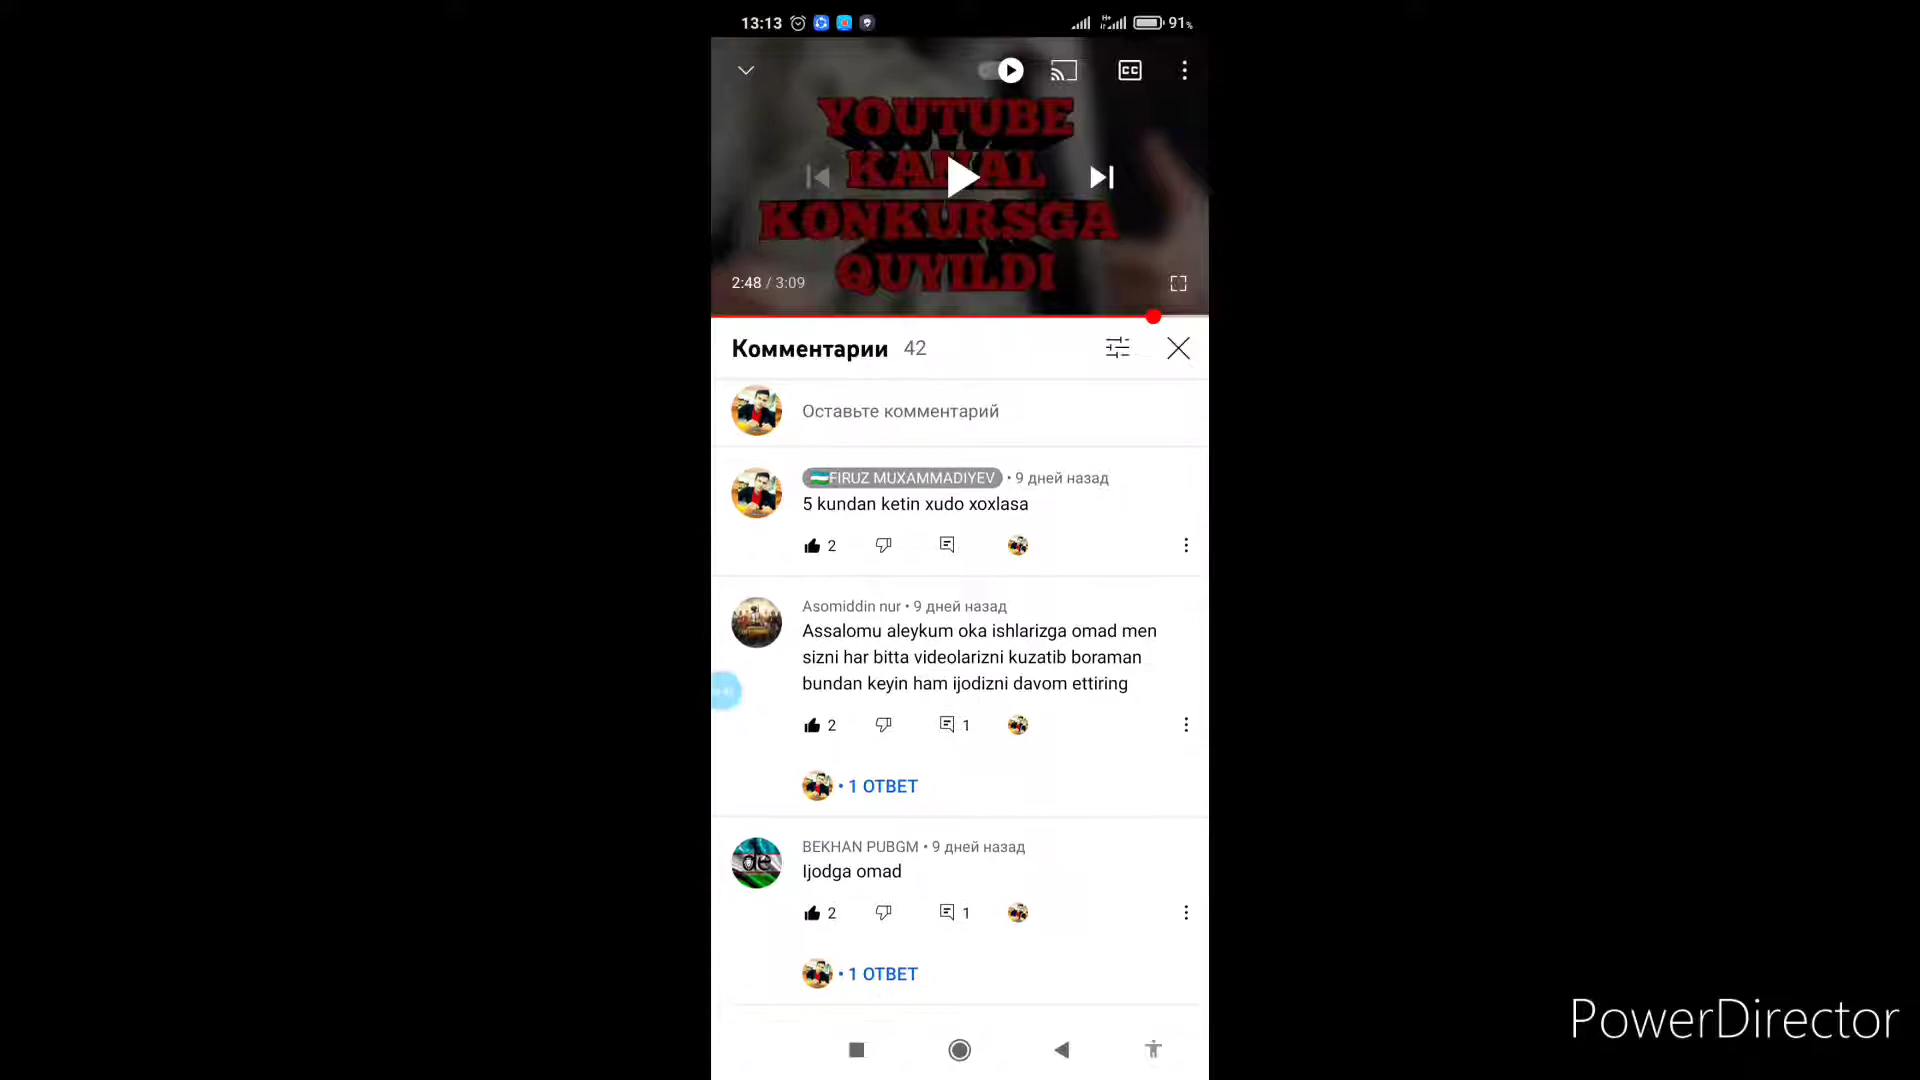 13:13
91%
YOUTUBE
KANAL
KONKURSGA
QUYILDI
2:48 / 3:09
Комментарии 42
Оставьте комментарий
FIRUZ MUXAMMADIYEV • 9 дней назад
5 kundan ketin xudo xoxlasa
2
Asomiddin nur • 9 дней назад
Assalomu aleykum oka ishlarizga omad men
sizni har bitta videolarizni kuzatib boraman
bundan keyin ham ijodizni davom ettiring
2 1
• 1 ОТВЕТ
BEKHAN PUBGM • 9 дней назад
Ijodga omad
2 1
• 1 ОТВЕТ
PowerDirector